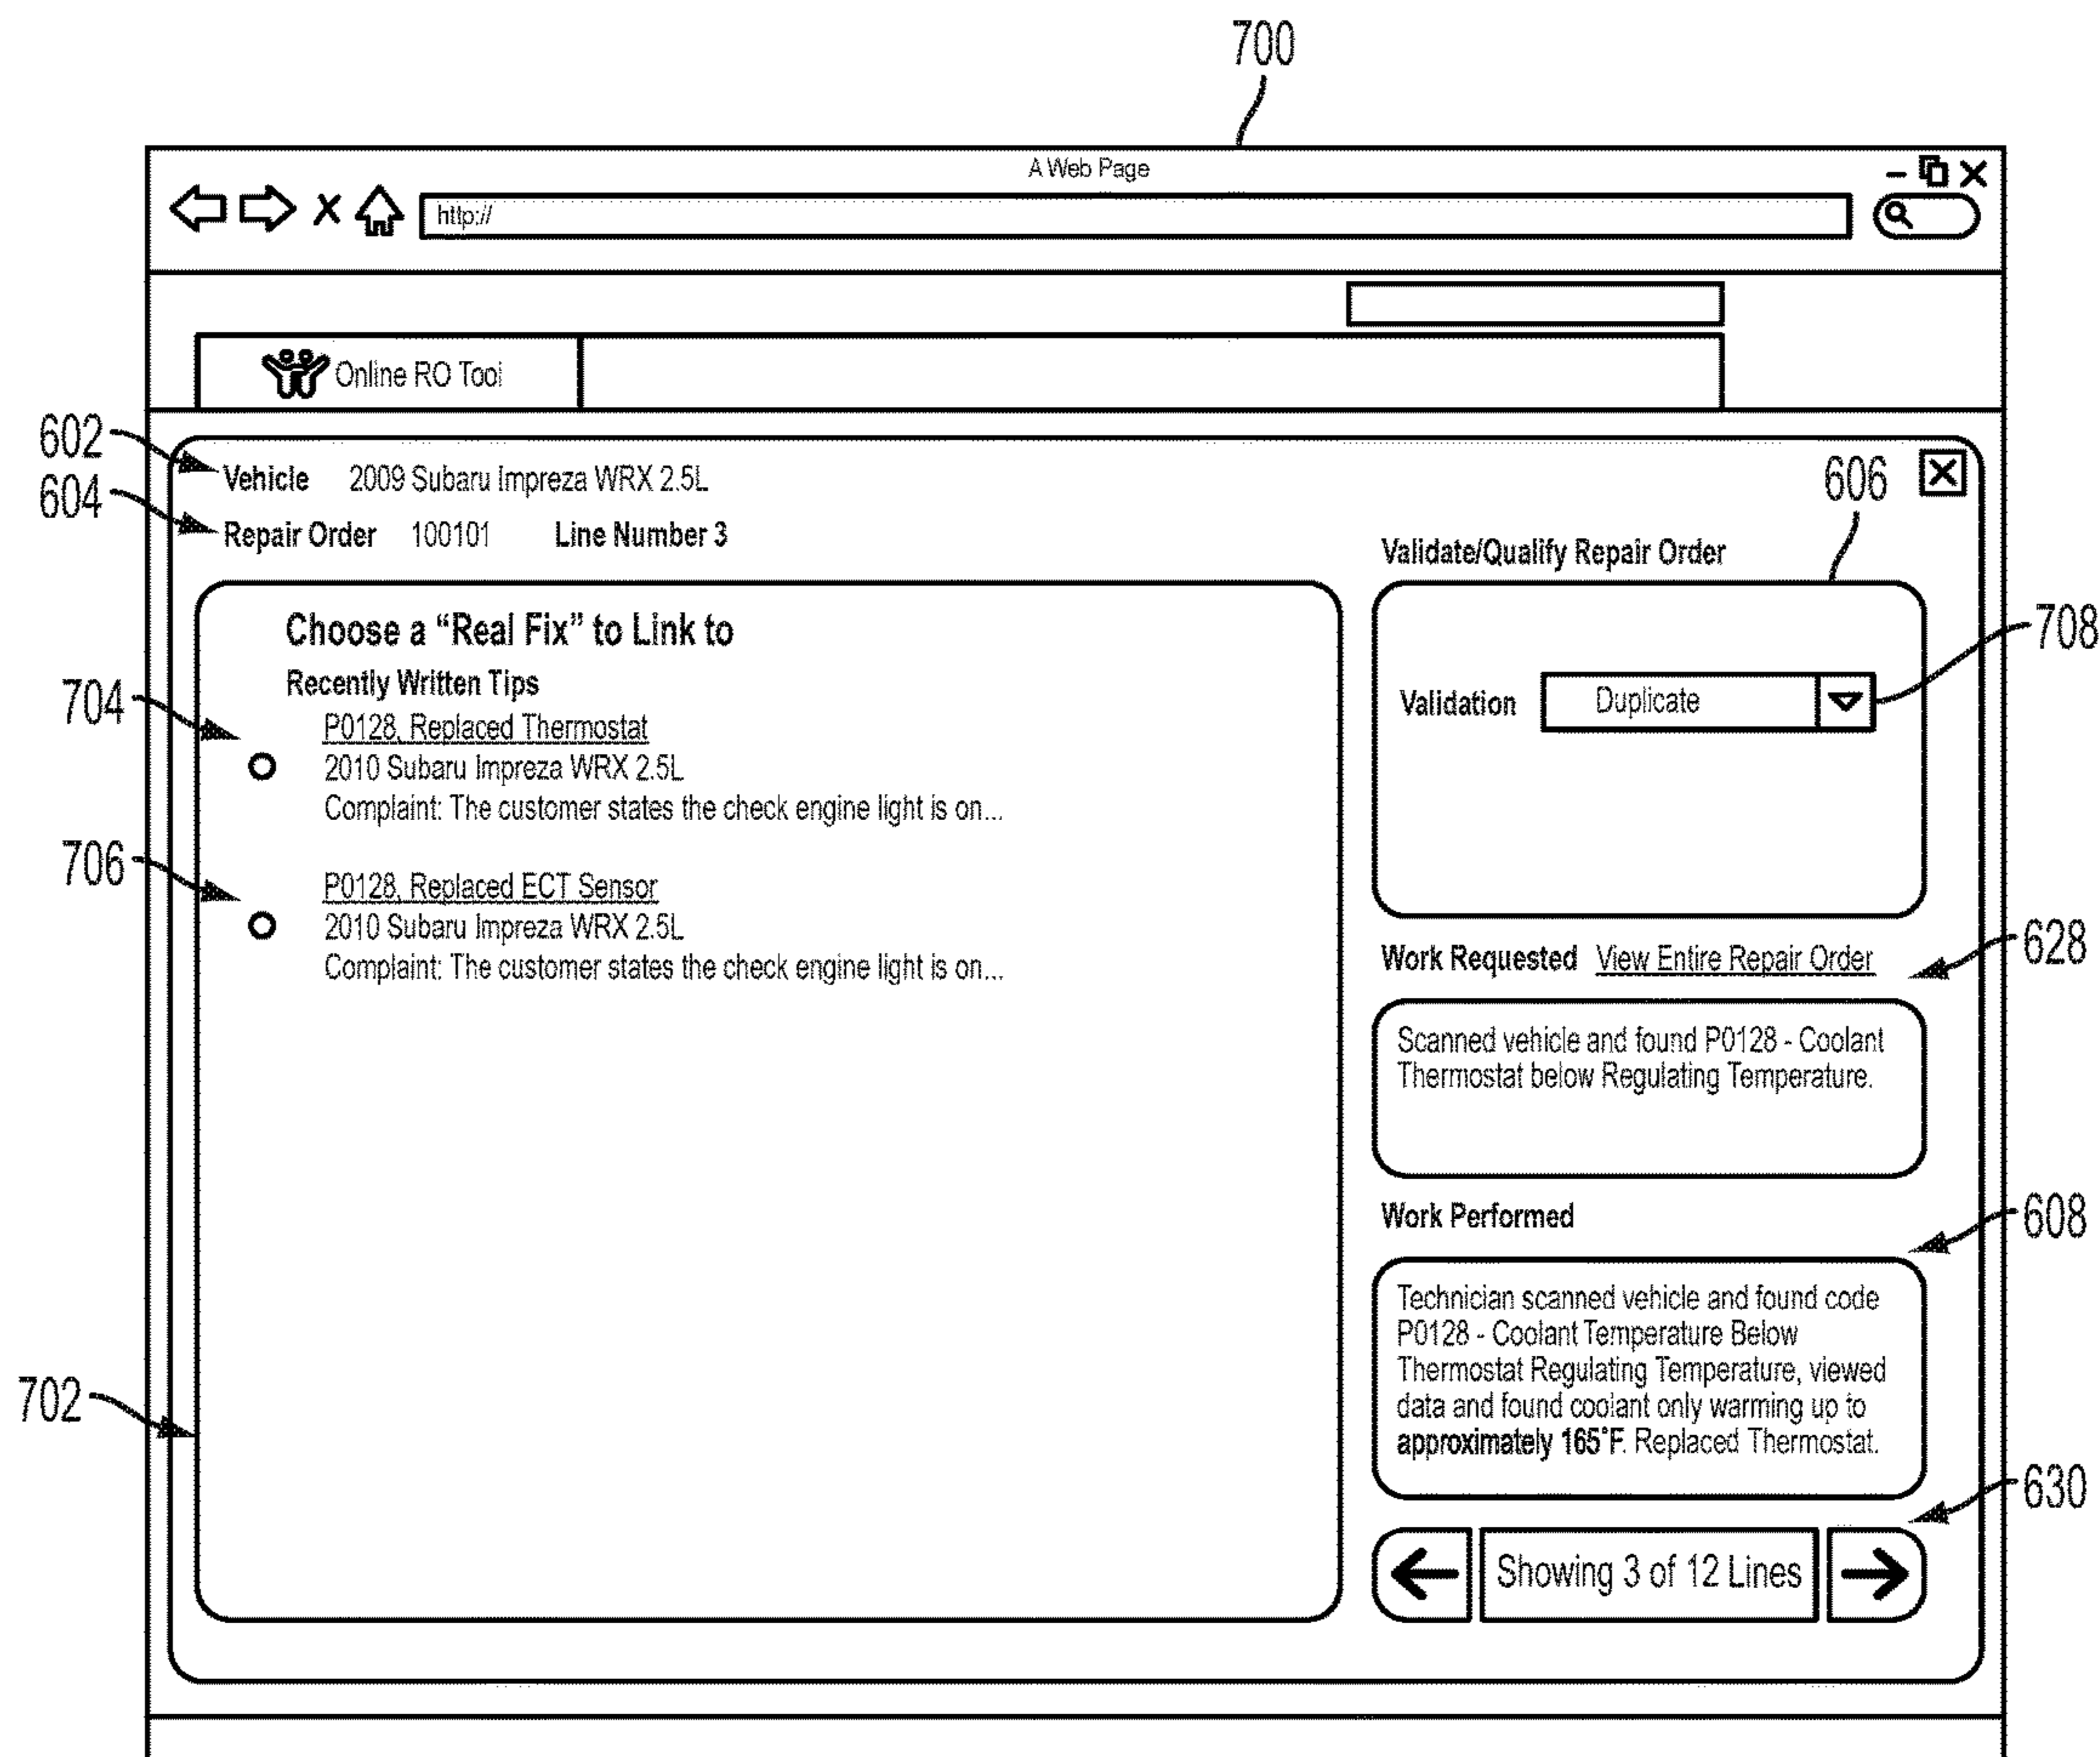 700
A Web Page
http://
Online RO Tool
602
Vehicle 2009 Subaru Impreza WRX 2.5L
604
Repair Order 100101 Line Number 3
606
Validate/Qualify Repair Order
708
Validation Duplicate
Choose a “Real Fix” to Link to
Recently Written Tips
704
P0128, Replaced Thermostat
2010 Subaru Impreza WRX 2.5L
Complaint: The customer states the check engine light is on...
706
P0128, Replaced ECT Sensor
2010 Subaru Impreza WRX 2.5L
Complaint: The customer states the check engine light is on...
702
628
Work Requested View Entire Repair Order
Scanned vehicle and found P0128 - Coolant
Thermostat below Regulating Temperature.
608
Work Performed
Technician scanned vehicle and found code
P0128 - Coolant Temperature Below
Thermostat Regulating Temperature, viewed
data and found coolant only warming up to
approximately 165°F. Replaced Thermostat.
630
Showing 3 of 12 Lines